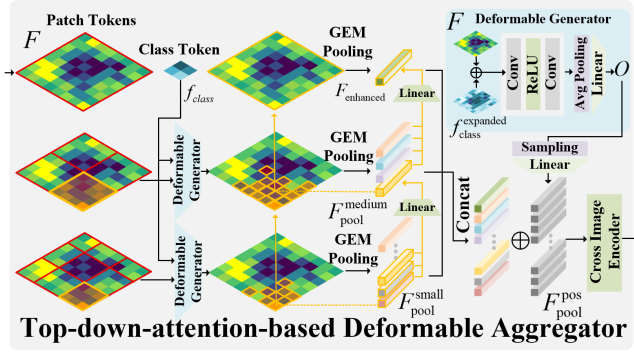 Patch Tokens
F
Class Token
f_class
GEM
Pooling
F_enhanced
Linear
Deformable
Generator
GEM
Pooling
F_pool^medium
Linear
Deformable
Generator
GEM
Pooling
F_pool^small
F
Deformable Generator
f_class^expanded
Conv
ReLU
Conv
Avg Pooling
Linear
O
Sampling
Linear
Concat
F_pool^pos
Cross Image
Encoder
Top-down-attention-based Deformable Aggregator